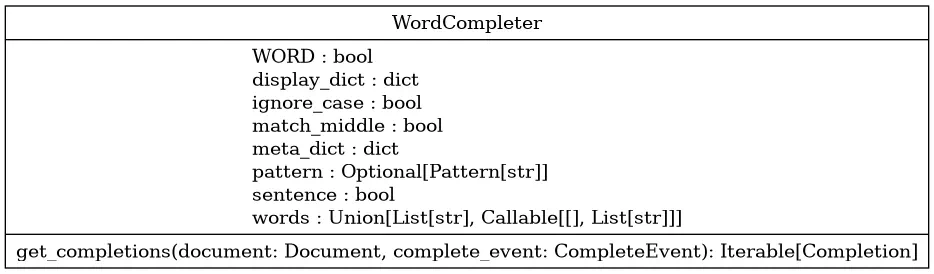 WordCompleter
WORD : bool
display_dict : dict
ignore_case : bool
match_middle : bool
meta_dict : dict
pattern : Optional[Pattern[str]]
sentence : bool
words : Union[List[str], Callable[[], List[str]]]
get_completions(document: Document, complete_event: CompleteEvent): Iterable[Completion]